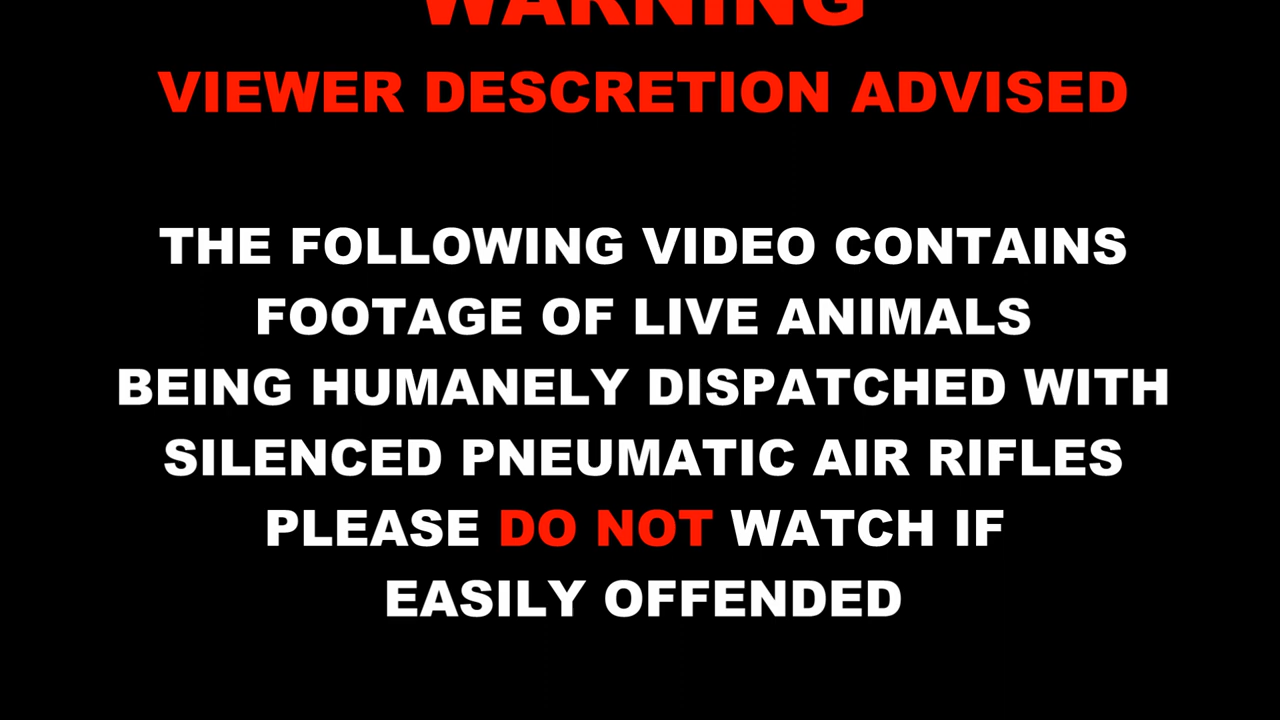 WARNING
VIEWER DESCRETION ADVISED
THE FOLLOWING VIDEO CONTAINS
FOOTAGE OF LIVE ANIMALS
BEING HUMANELY DISPATCHED WITH
SILENCED PNEUMATIC AIR RIFLES
PLEASE DO NOT WATCH IF
EASILY OFFENDED